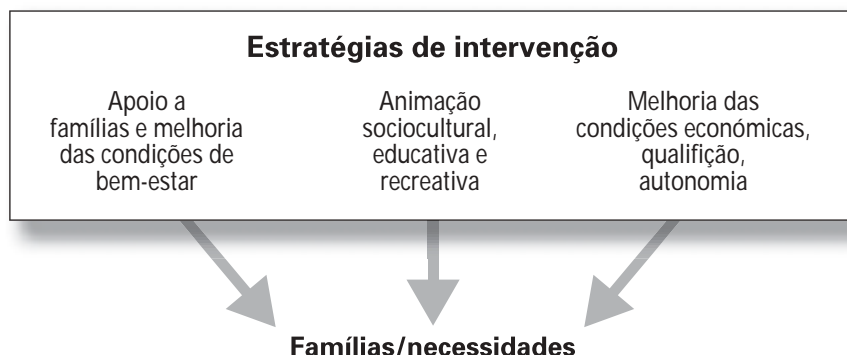 Estratégias de intervenção
Apoio a
famílias e melhoria
das condições de
bem-estar
Animação
sociocultural,
educativa e
recreativa
Melhoria das
condições económicas,
qualifição,
autonomia
Famílias/necessidades